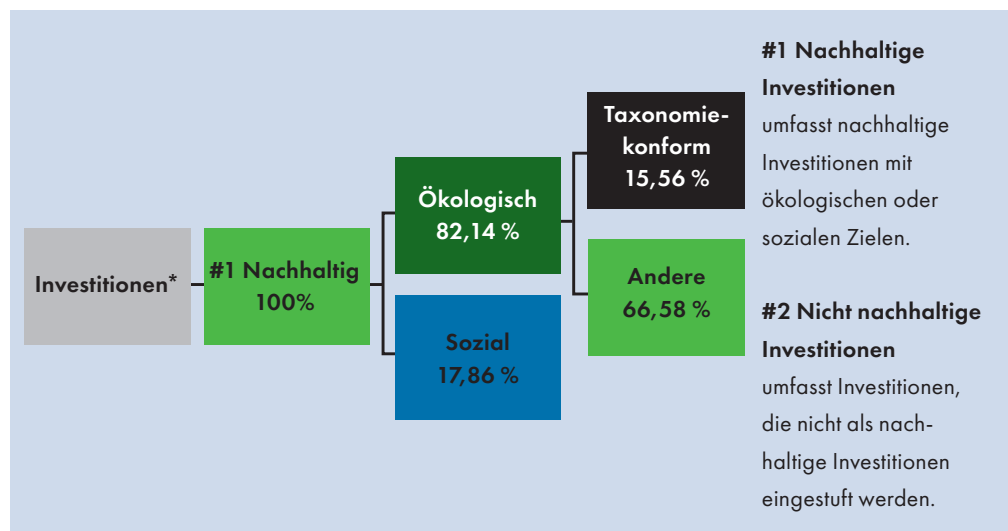 Investitionen*
#1 Nachhaltig
100%
Ökologisch
82,14 %
Sozial
17,86 %
Taxonomie-
konform
15,56 %
Andere
66,58 %
#1 Nachhaltige
Investitionen
umfasst nachhaltige
Investitionen mit
ökologischen oder
sozialen Zielen.
#2 Nicht nachhaltige
Investitionen
umfasst Investitionen,
die nicht als nach-
haltige Investitionen
eingestuft werden.